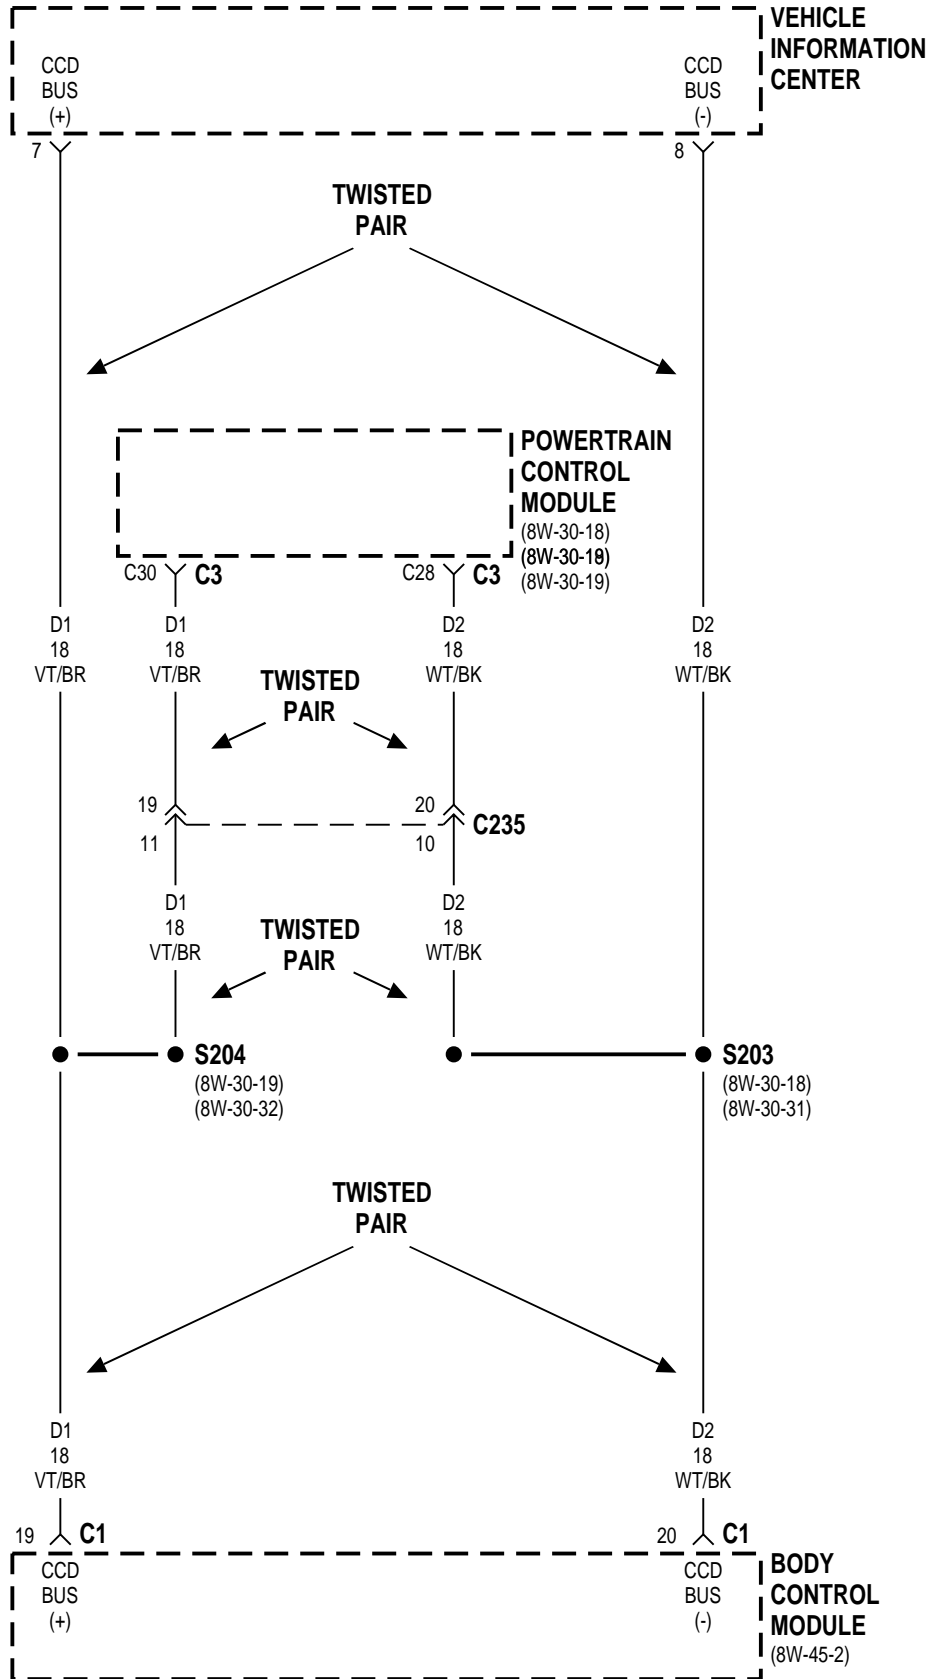 VEHICLE
INFORMATION
CENTER
CCD
BUS
(+)
CCD
BUS
(-)
7
8
TWISTED
PAIR
POWERTRAIN
CONTROL
MODULE
(8W-30-18)
(8W-30-19)
(8W-30-19)
C30
C3
C28
C3
D1
18
VT/BR
D1
18
VT/BR
D2
18
WT/BK
D2
18
WT/BK
TWISTED
PAIR
19
20
C235
11
10
D1
18
VT/BR
D2
18
WT/BK
TWISTED
PAIR
S204
(8W-30-19)
(8W-30-32)
S203
(8W-30-18)
(8W-30-31)
TWISTED
PAIR
D1
18
VT/BR
D2
18
WT/BK
19
C1
20
C1
CCD
BUS
(+)
CCD
BUS
(-)
BODY
CONTROL
MODULE
(8W-45-2)